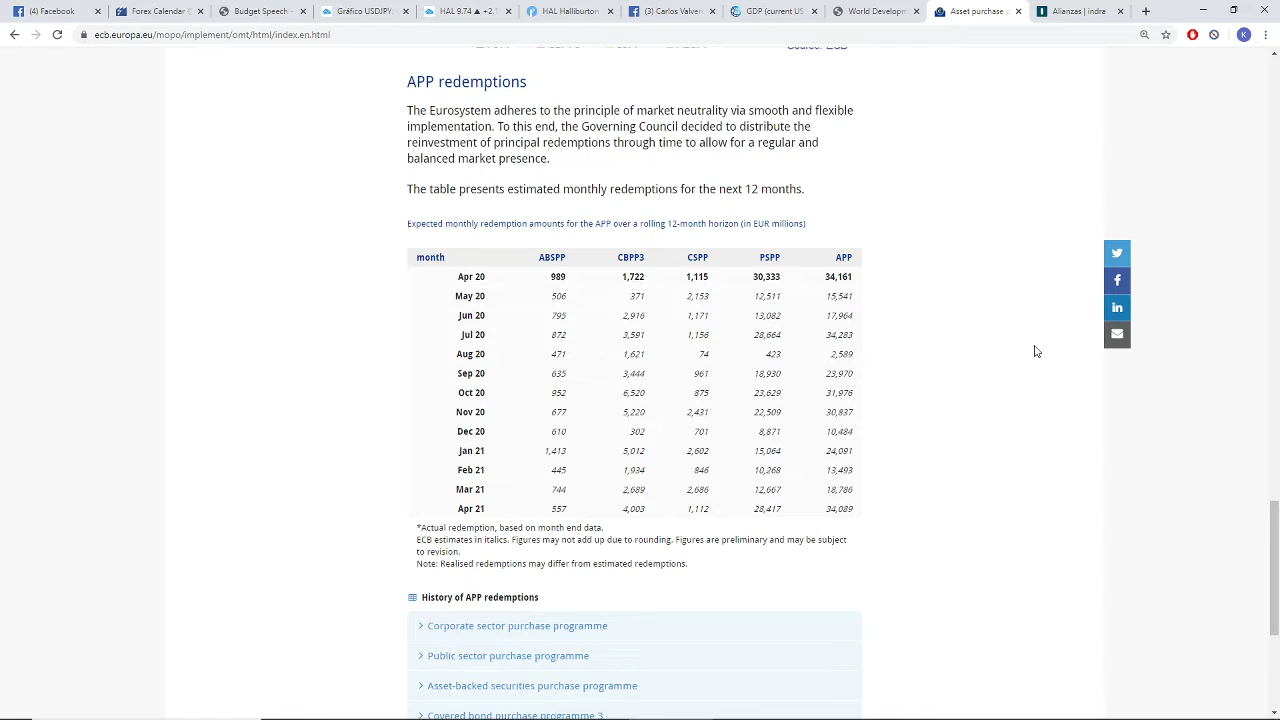 (4) Facebook
Forex Calendar @
Budget Speech -
Gráfico USDJPY:
HAL 9.74 ▲ +2.1
HAL Halliburton
(3) Carlos Valver
GDP (current US
World Developm
Asset purchase p
Alianzas | indra
ecb.europa.eu/mopo/implement/omt/html/index.en.html
K
Source: ECB
APP redemptions
The Eurosystem adheres to the principle of market neutrality via smooth and flexible
implementation. To this end, the Governing Council decided to distribute the
reinvestment of principal redemptions through time to allow for a regular and
balanced market presence.
The table presents estimated monthly redemptions for the next 12 months.
Expected monthly redemption amounts for the APP over a rolling 12-month horizon (in EUR millions)
month ABSPP CBPP3 CSPP PSPP APP
Apr 20 989 1,722 1,115 30,333 34,161
May 20 506 371 2,153 12,511 15,541
Jun 20 795 2,916 1,171 13,082 17,964
Jul 20 872 3,591 1,156 28,664 34,283
Aug 20 471 1,621 74 423 2,589
Sep 20 635 3,444 961 18,930 23,970
Oct 20 952 6,520 875 23,629 31,976
Nov 20 677 5,220 2,431 22,509 30,837
Dec 20 610 302 701 8,871 10,484
Jan 21 1,413 5,012 2,602 15,064 24,091
Feb 21 445 1,934 846 10,268 13,493
Mar 21 744 2,689 2,686 12,667 18,786
Apr 21 557 4,003 1,112 28,417 34,089
*Actual redemption, based on month end data.
ECB estimates in italics. Figures may not add up due to rounding. Figures are preliminary and may be subject
to revision.
Note: Realised redemptions may differ from estimated redemptions.
History of APP redemptions
Corporate sector purchase programme
Public sector purchase programme
Asset-backed securities purchase programme
Covered bond purchase programme 3